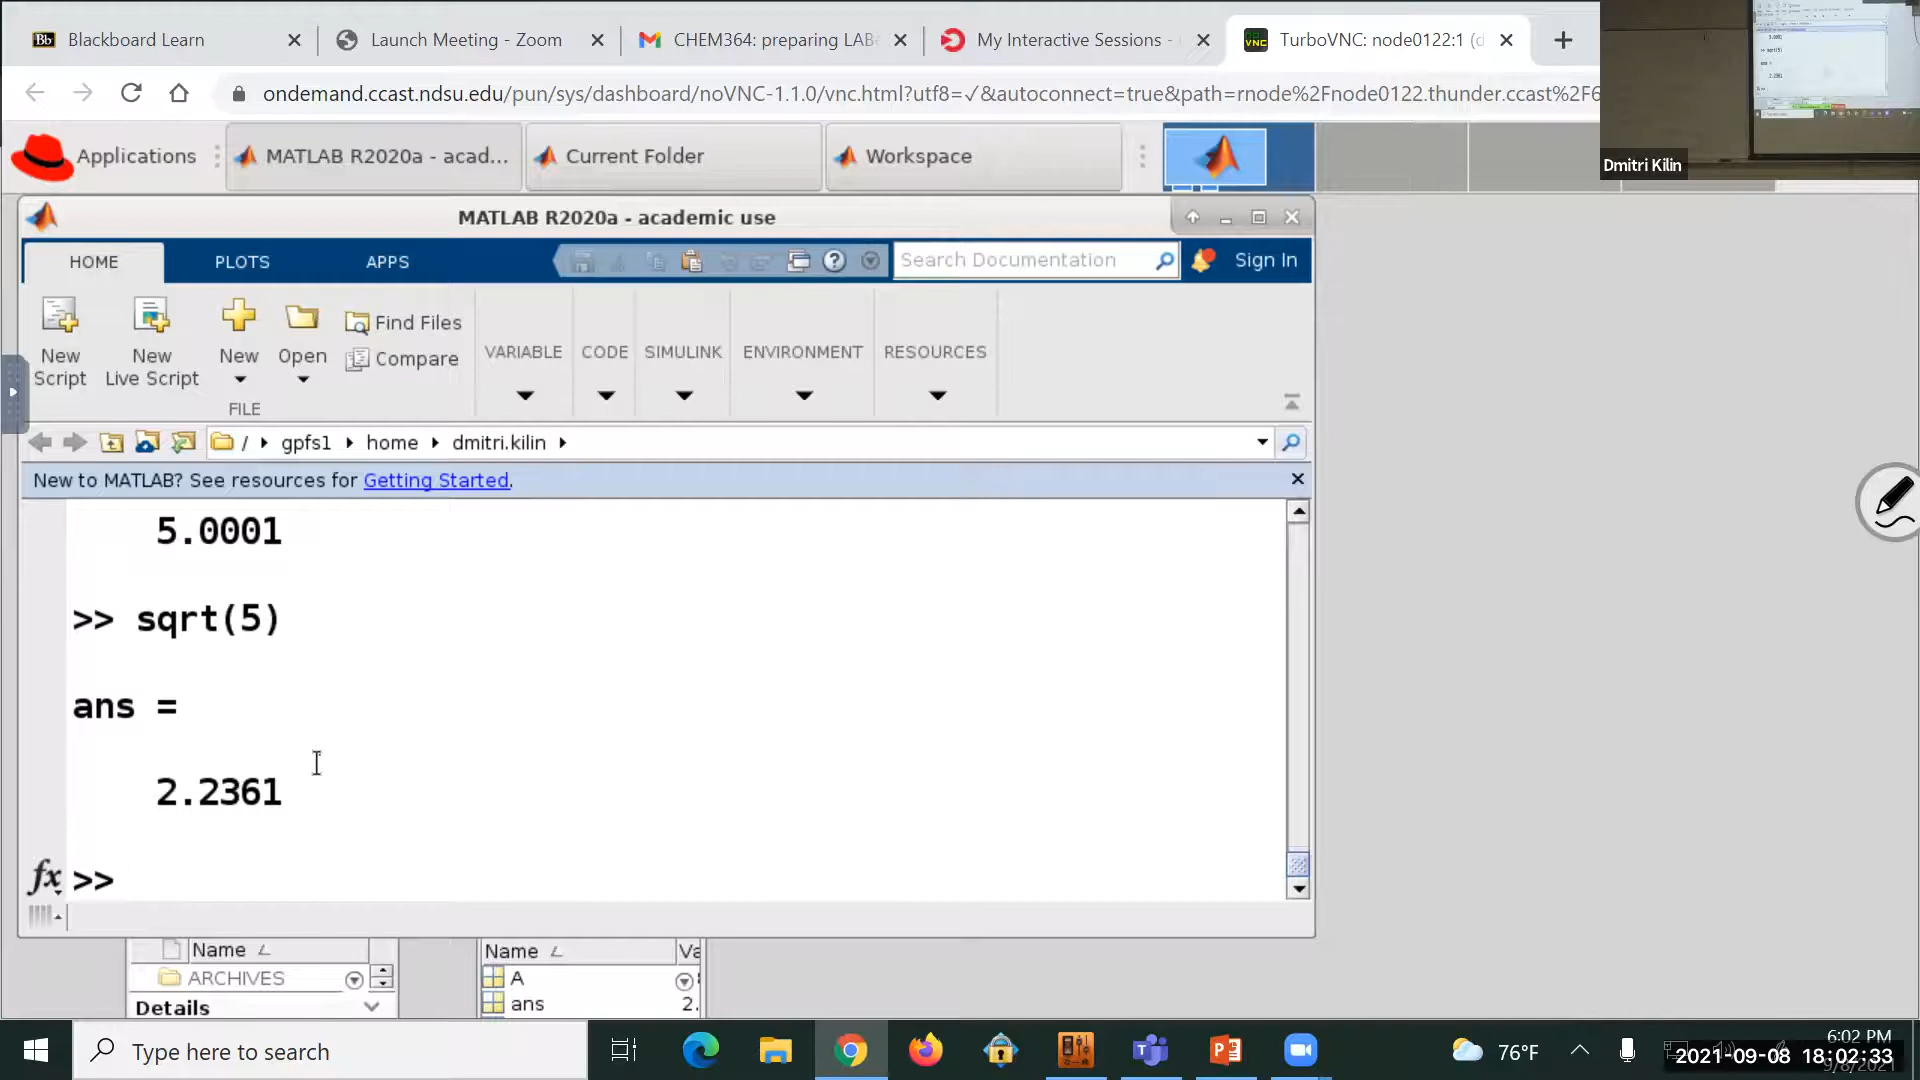 Blackboard Learn
Launch Meeting - Zoom
CHEM364: preparing LAB
My Interactive Sessions -
TurboVNC: node0122:1 (d
ondemand.ccast.ndsu.edu/pun/sys/dashboard/noVNC-1.1.0/vnc.html?utf8=✓&autoconnect=true&path=rnode%2Fnode0122.thunder.ccast%2F6
Dmitri Kilin
Applications
MATLAB R2020a - acad...
Current Folder
Workspace
MATLAB R2020a - academic use
HOME
PLOTS
APPS
Search Documentation
Sign In
New Script
New Live Script
New
Open
Find Files
Compare
FILE
VARIABLE
CODE
SIMULINK
ENVIRONMENT
RESOURCES
/ gpfs1 home dmitri.kilin
New to MATLAB? See resources for Getting Started.
5.0001
>> sqrt(5)
ans =
2.2361
fx >>
Name
ARCHIVES
Details
Name Va
A
ans 2.
Type here to search
76°F
6:02 PM
2021-09-08 18:02:33